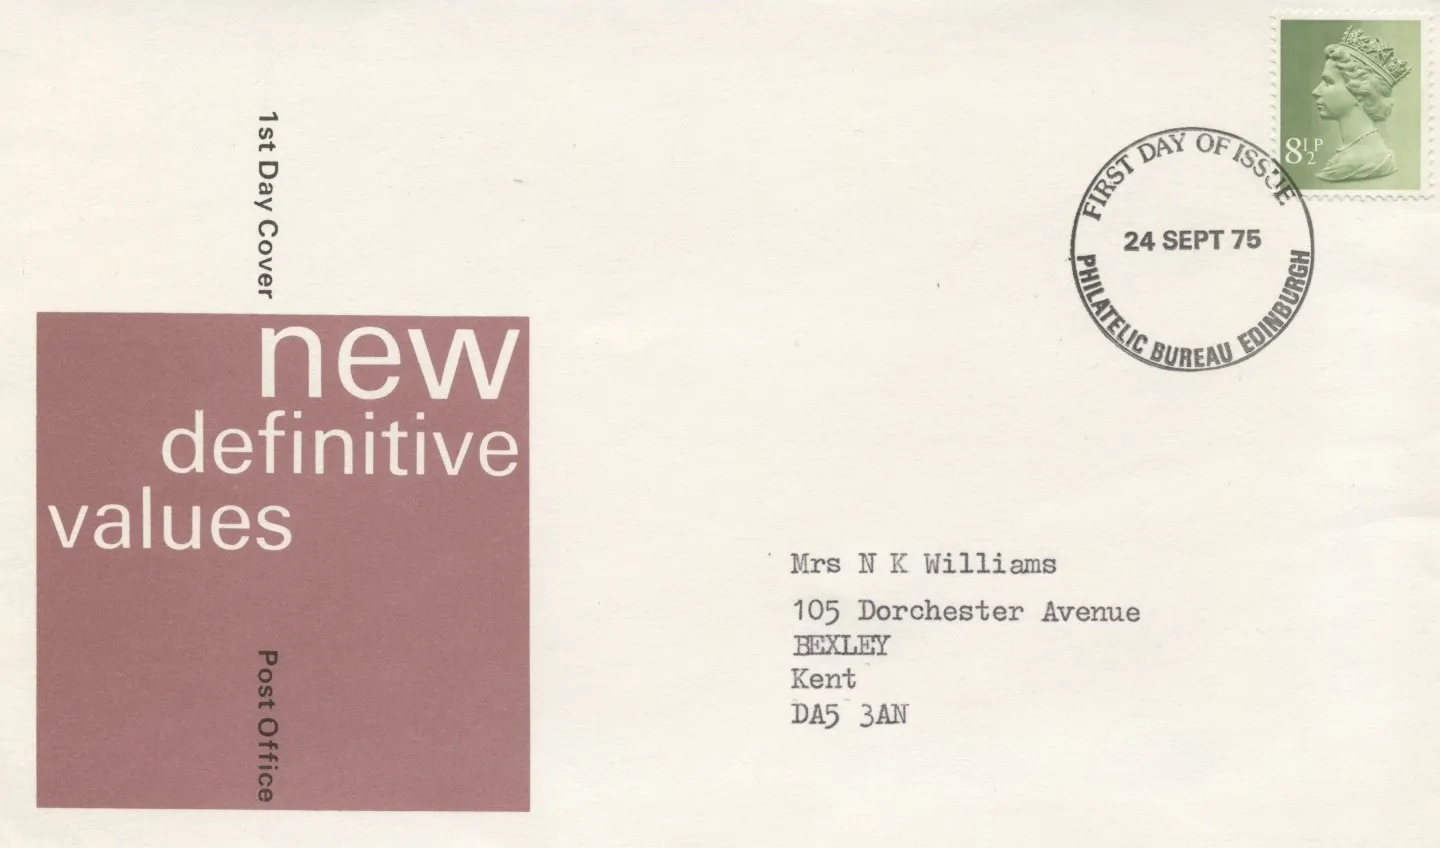 1st Day Cover
new
definitive
values
Post Office
8½P
FIRST DAY OF ISSUE
24 SEPT 75
PHILATELIC BUREAU EDINBURGH
Mrs N K Williams
105 Dorchester Avenue
BEXLEY
Kent
DA5 3AN